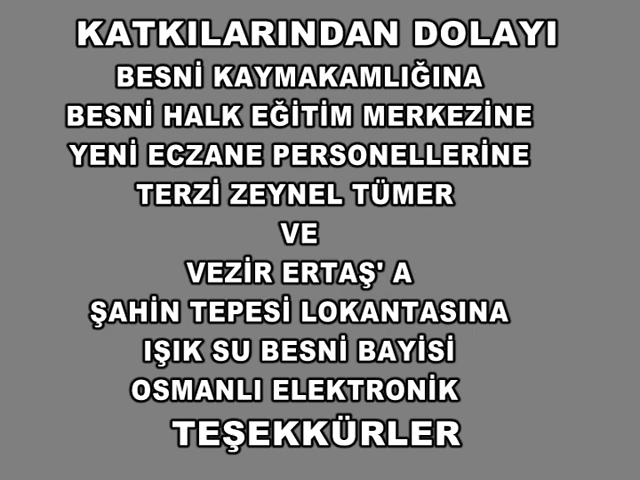 KATKILARINDAN DOLAYI
BESNİ KAYMAKAMLIĞINA
BESNİ HALK EĞİTİM MERKEZİNE
YENİ ECZANE PERSONELLERİNE
TERZİ ZEYNEL TÜMER
VE
VEZİR ERTAŞ' A
ŞAHİN TEPESİ LOKANTASINA
IŞIK SU BESNİ BAYİSİ
OSMANLI ELEKTRONİK
TEŞEKKÜRLER